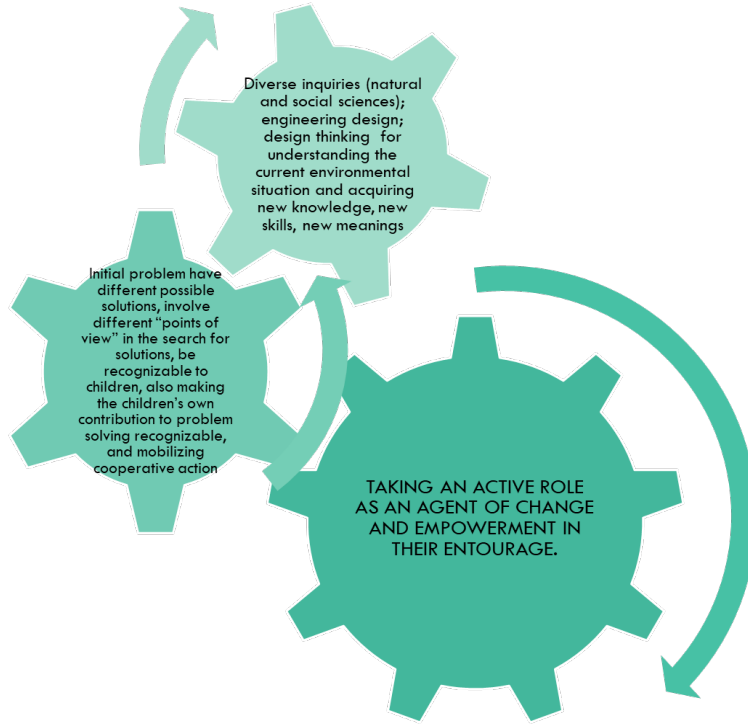 Diverse inquiries (natural
and social sciences);
engineering design;
design thinking for
understanding the
current environmental
situation and acquiring
new knowledge, new
skills, new meanings
Initial problem have
different possible
solutions, involve
different “points of
view” in the search for
solutions, be
recognizable to
children, also making
the children’s own
contribution to problem
solving recognizable,
and mobilizing
cooperative action
TAKING AN ACTIVE ROLE
AS AN AGENT OF CHANGE
AND EMPOWERMENT IN
THEIR ENTOURAGE.